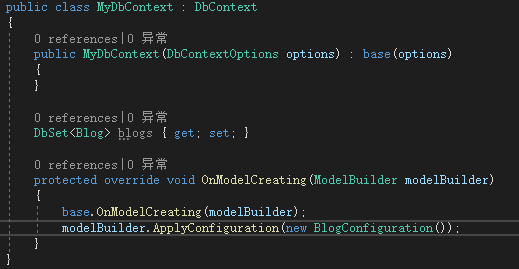 public class MyDbContext : DbContext
{
0 references|0 异常
public MyDbContext(DbContextOptions options) : base(options)
{
}
0 references|0 异常
DbSet<Blog> blogs { get; set; }
0 references|0 异常
protected override void OnModelCreating(ModelBuilder modelBuilder)
{
base.OnModelCreating(modelBuilder);
modelBuilder.ApplyConfiguration(new BlogConfiguration());
}
}